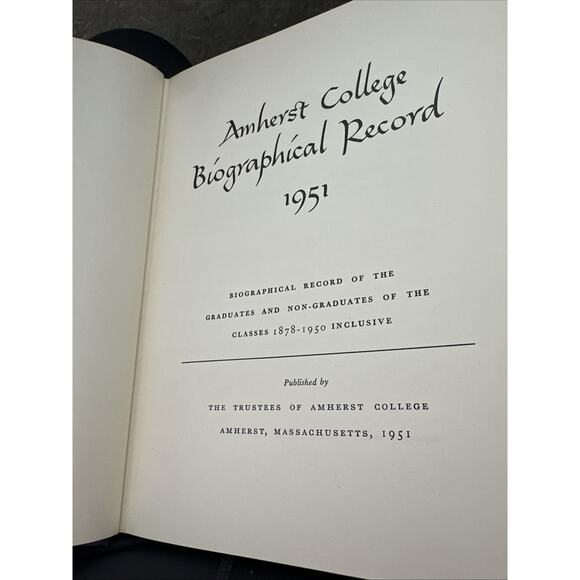 Amherst College
Biographical Record
1951
BIOGRAPHICAL RECORD OF THE
GRADUATES AND NON-GRADUATES OF THE
CLASSES 1878-1950 INCLUSIVE
Published by
THE TRUSTEES OF AMHERST COLLEGE
AMHERST, MASSACHUSETTS, 1951